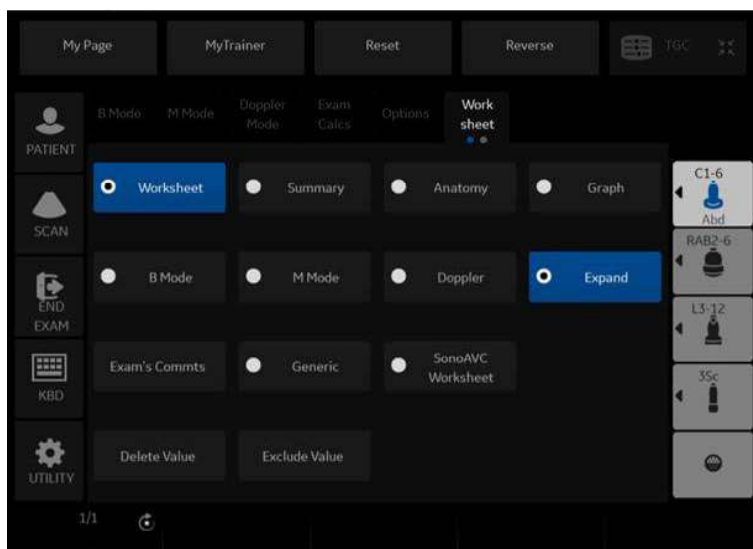 My Page
MyTrainer
Reset
Reverse
TGC
B Mode
M Mode
Doppler
Mode
Exam
Calcs
Options
Work
sheet
PATIENT
SCAN
END
EXAM
KBD
UTILITY
Worksheet
Summary
Anatomy
Graph
B Mode
M Mode
Doppler
Expand
Exam's Commts
Generic
SonoAVC
Worksheet
Delete Value
Exclude Value
C1-6
Abd
RAB2-6
L3-12
3Sc
1/1